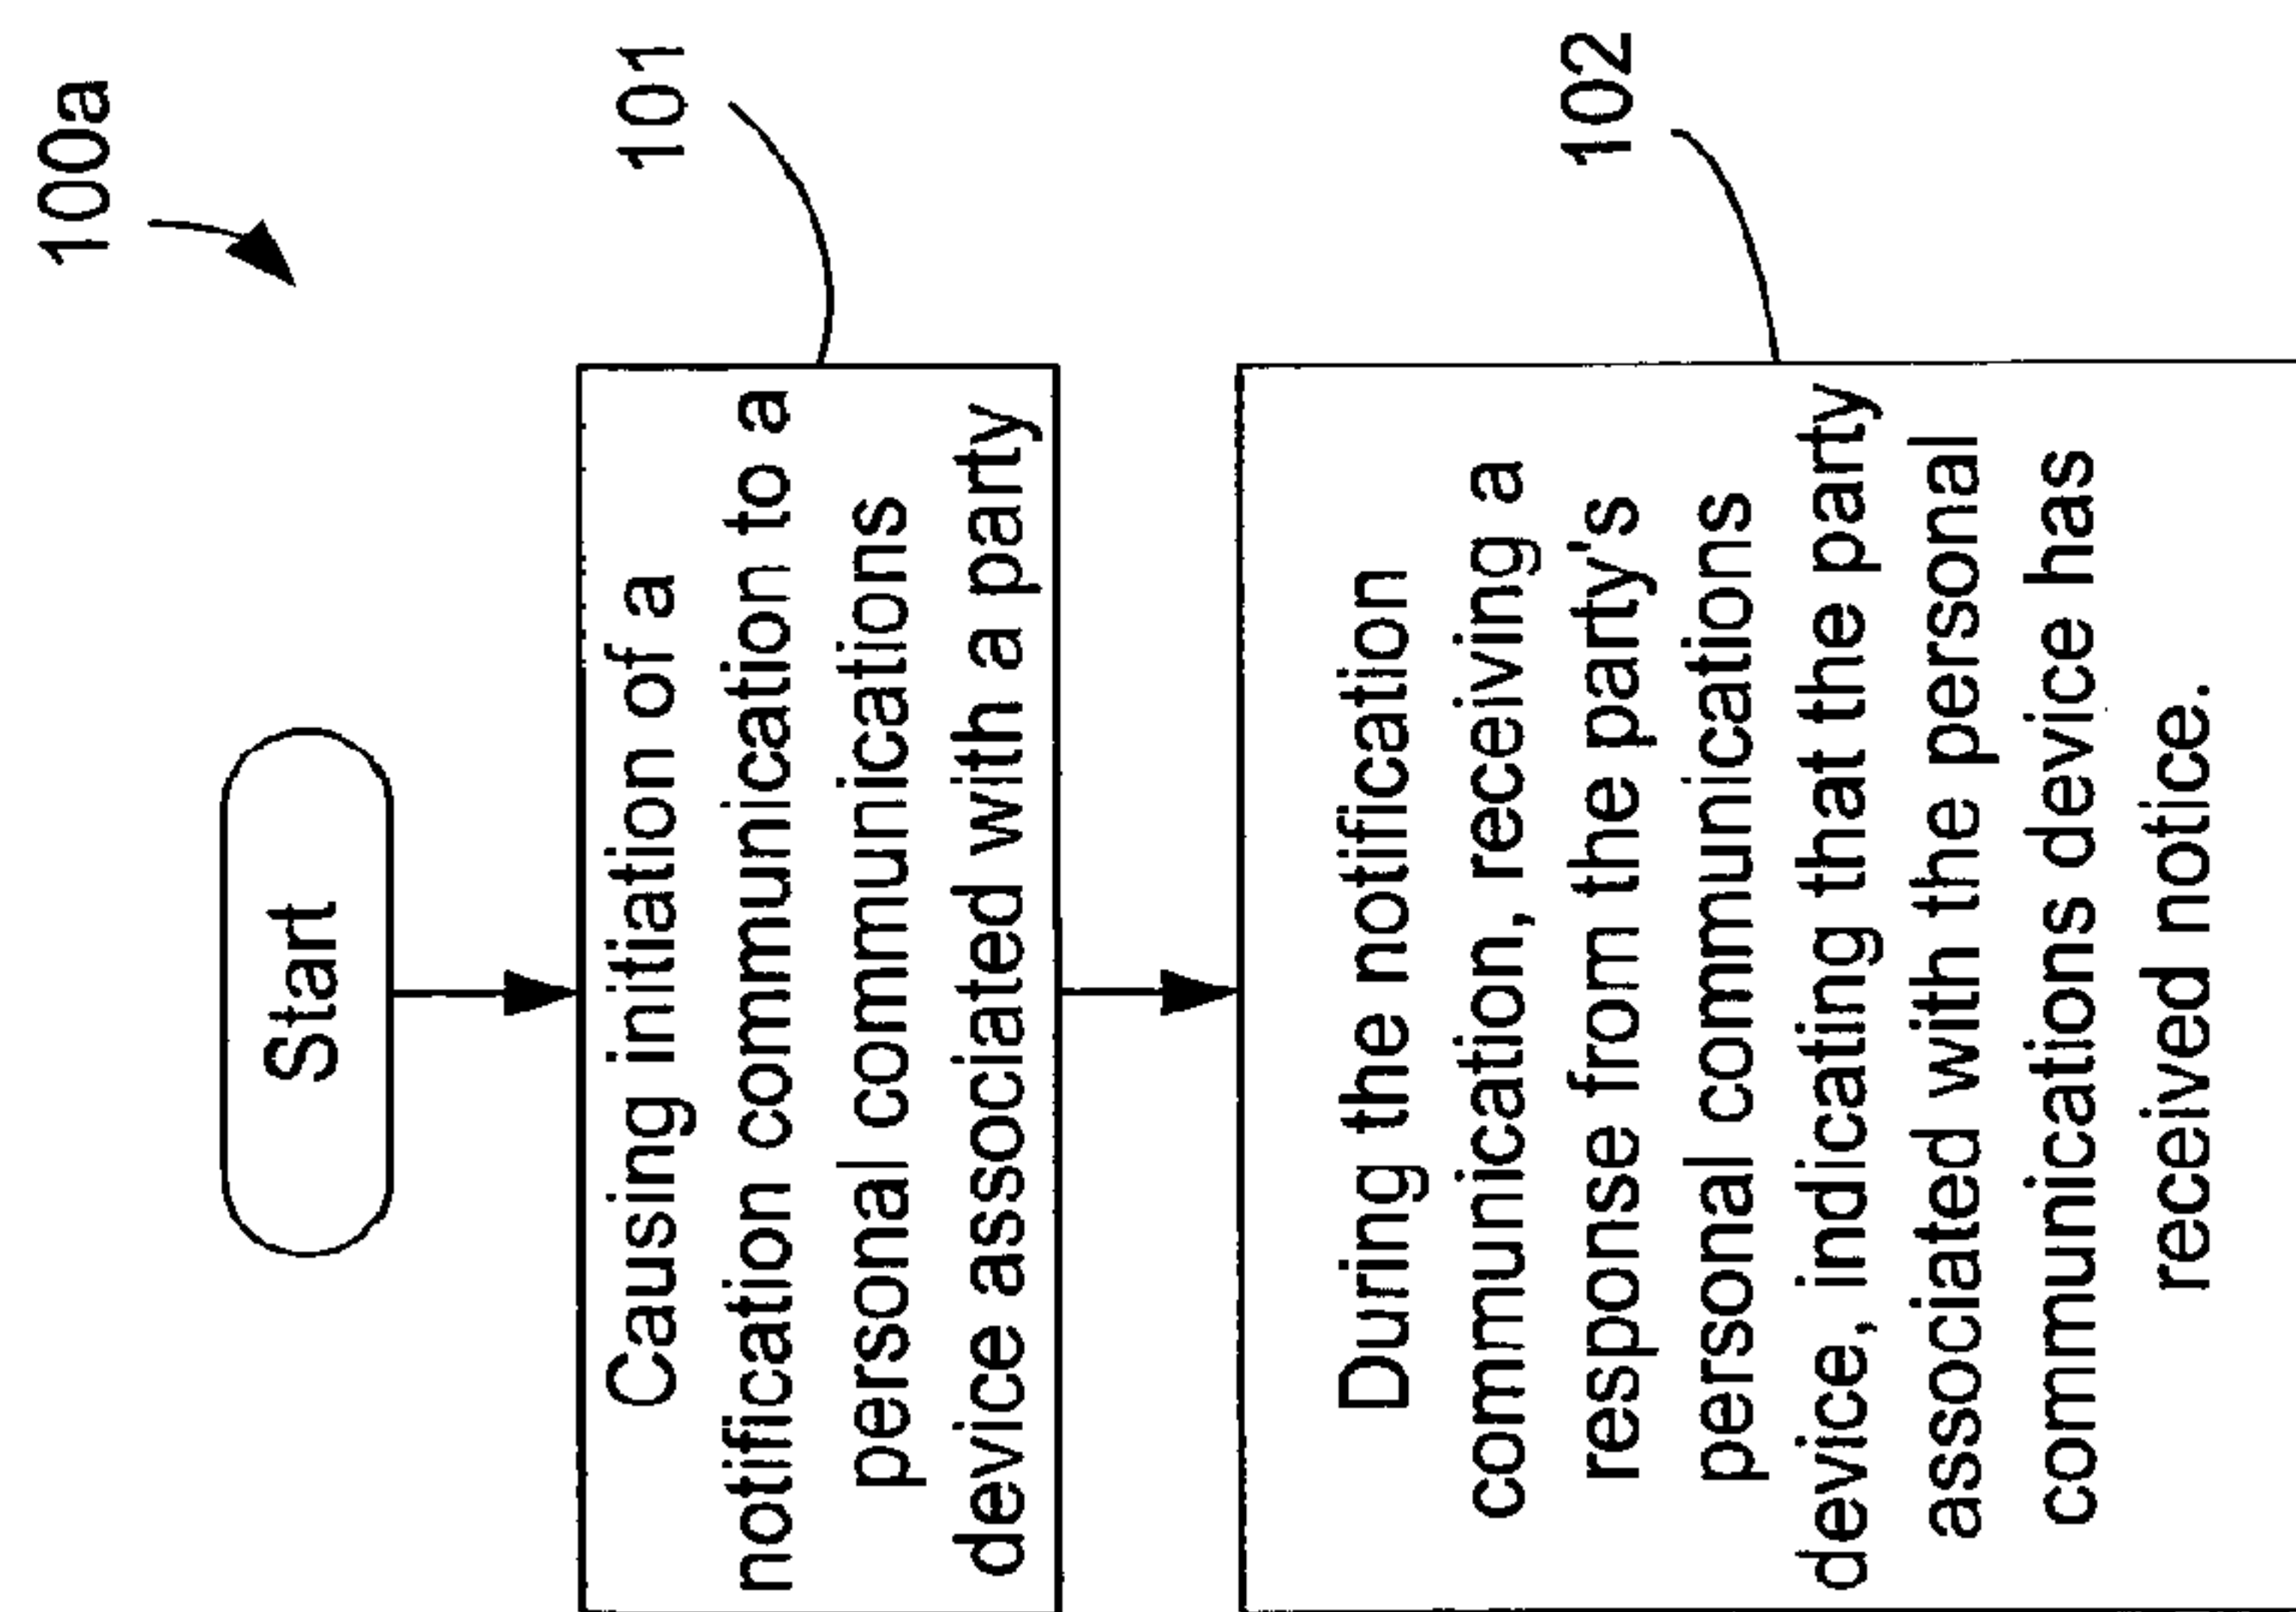 100a
Start
101
Causing initiation of a
notification communication to a
personal communications
device associated with a party
102
During the notification
communication, receiving a
response from the party's
personal communications
device, indicating that the party
associated with the personal
communications device has
received notice.